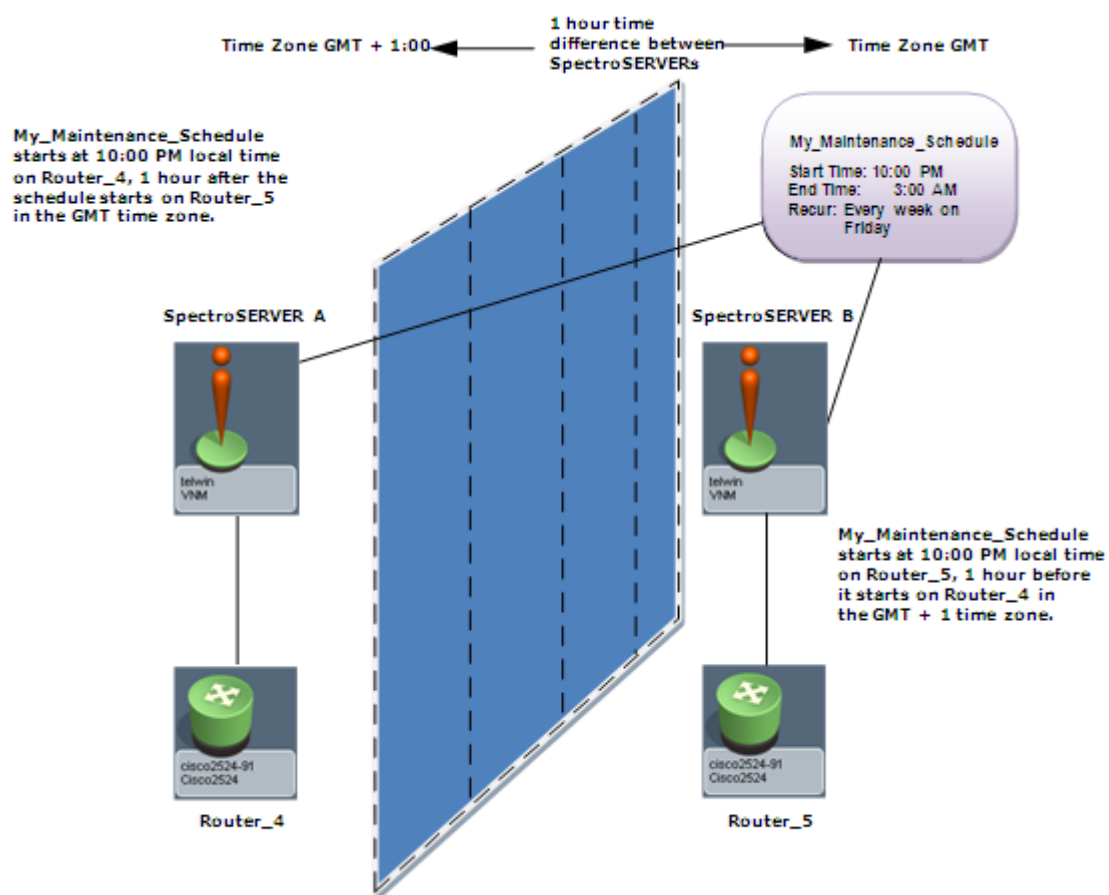 Time Zone GMT + 1:00
1 hour time
difference between
SpectroSERVERs
Time Zone GMT
My_Maintenance_Schedule
starts at 10:00 PM local time
on Router_4, 1 hour after the
schedule starts on Router_5
in the GMT time zone.
My_Maintenance_Schedule
Start Time: 10:00 PM
End Time: 3:00 AM
Recur: Every week on
Friday
SpectroSERVER A
SpectroSERVER B
telwin
VNM
telwin
VNM
My_Maintenance_Schedule
starts at 10:00 PM local time
on Router_5, 1 hour before
it starts on Router_4 in
the GMT + 1 time zone.
cisco2524-91
Cisco2524
cisco2524-91
Cisco2524
Router_4
Router_5